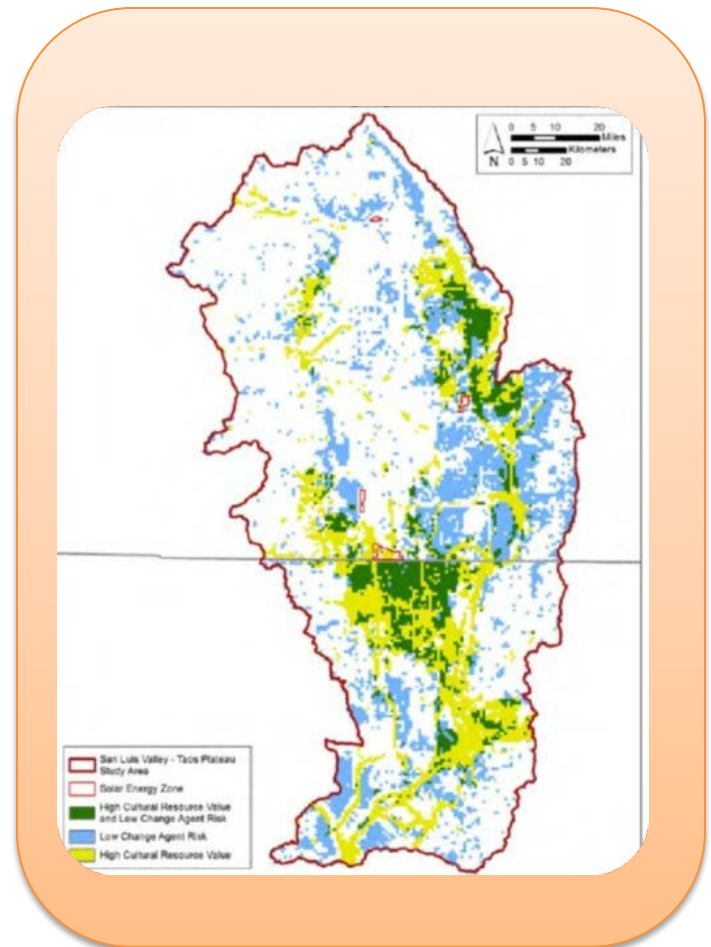 0 5 10 20
Miles
Kilometers
N 0 5 10 20
San Luis Valley - Taos Plateau
Study Area
Solar Energy Zone
High Cultural Resource Value
and Low Change Agent Risk
Low Change Agent Risk
High Cultural Resource Value